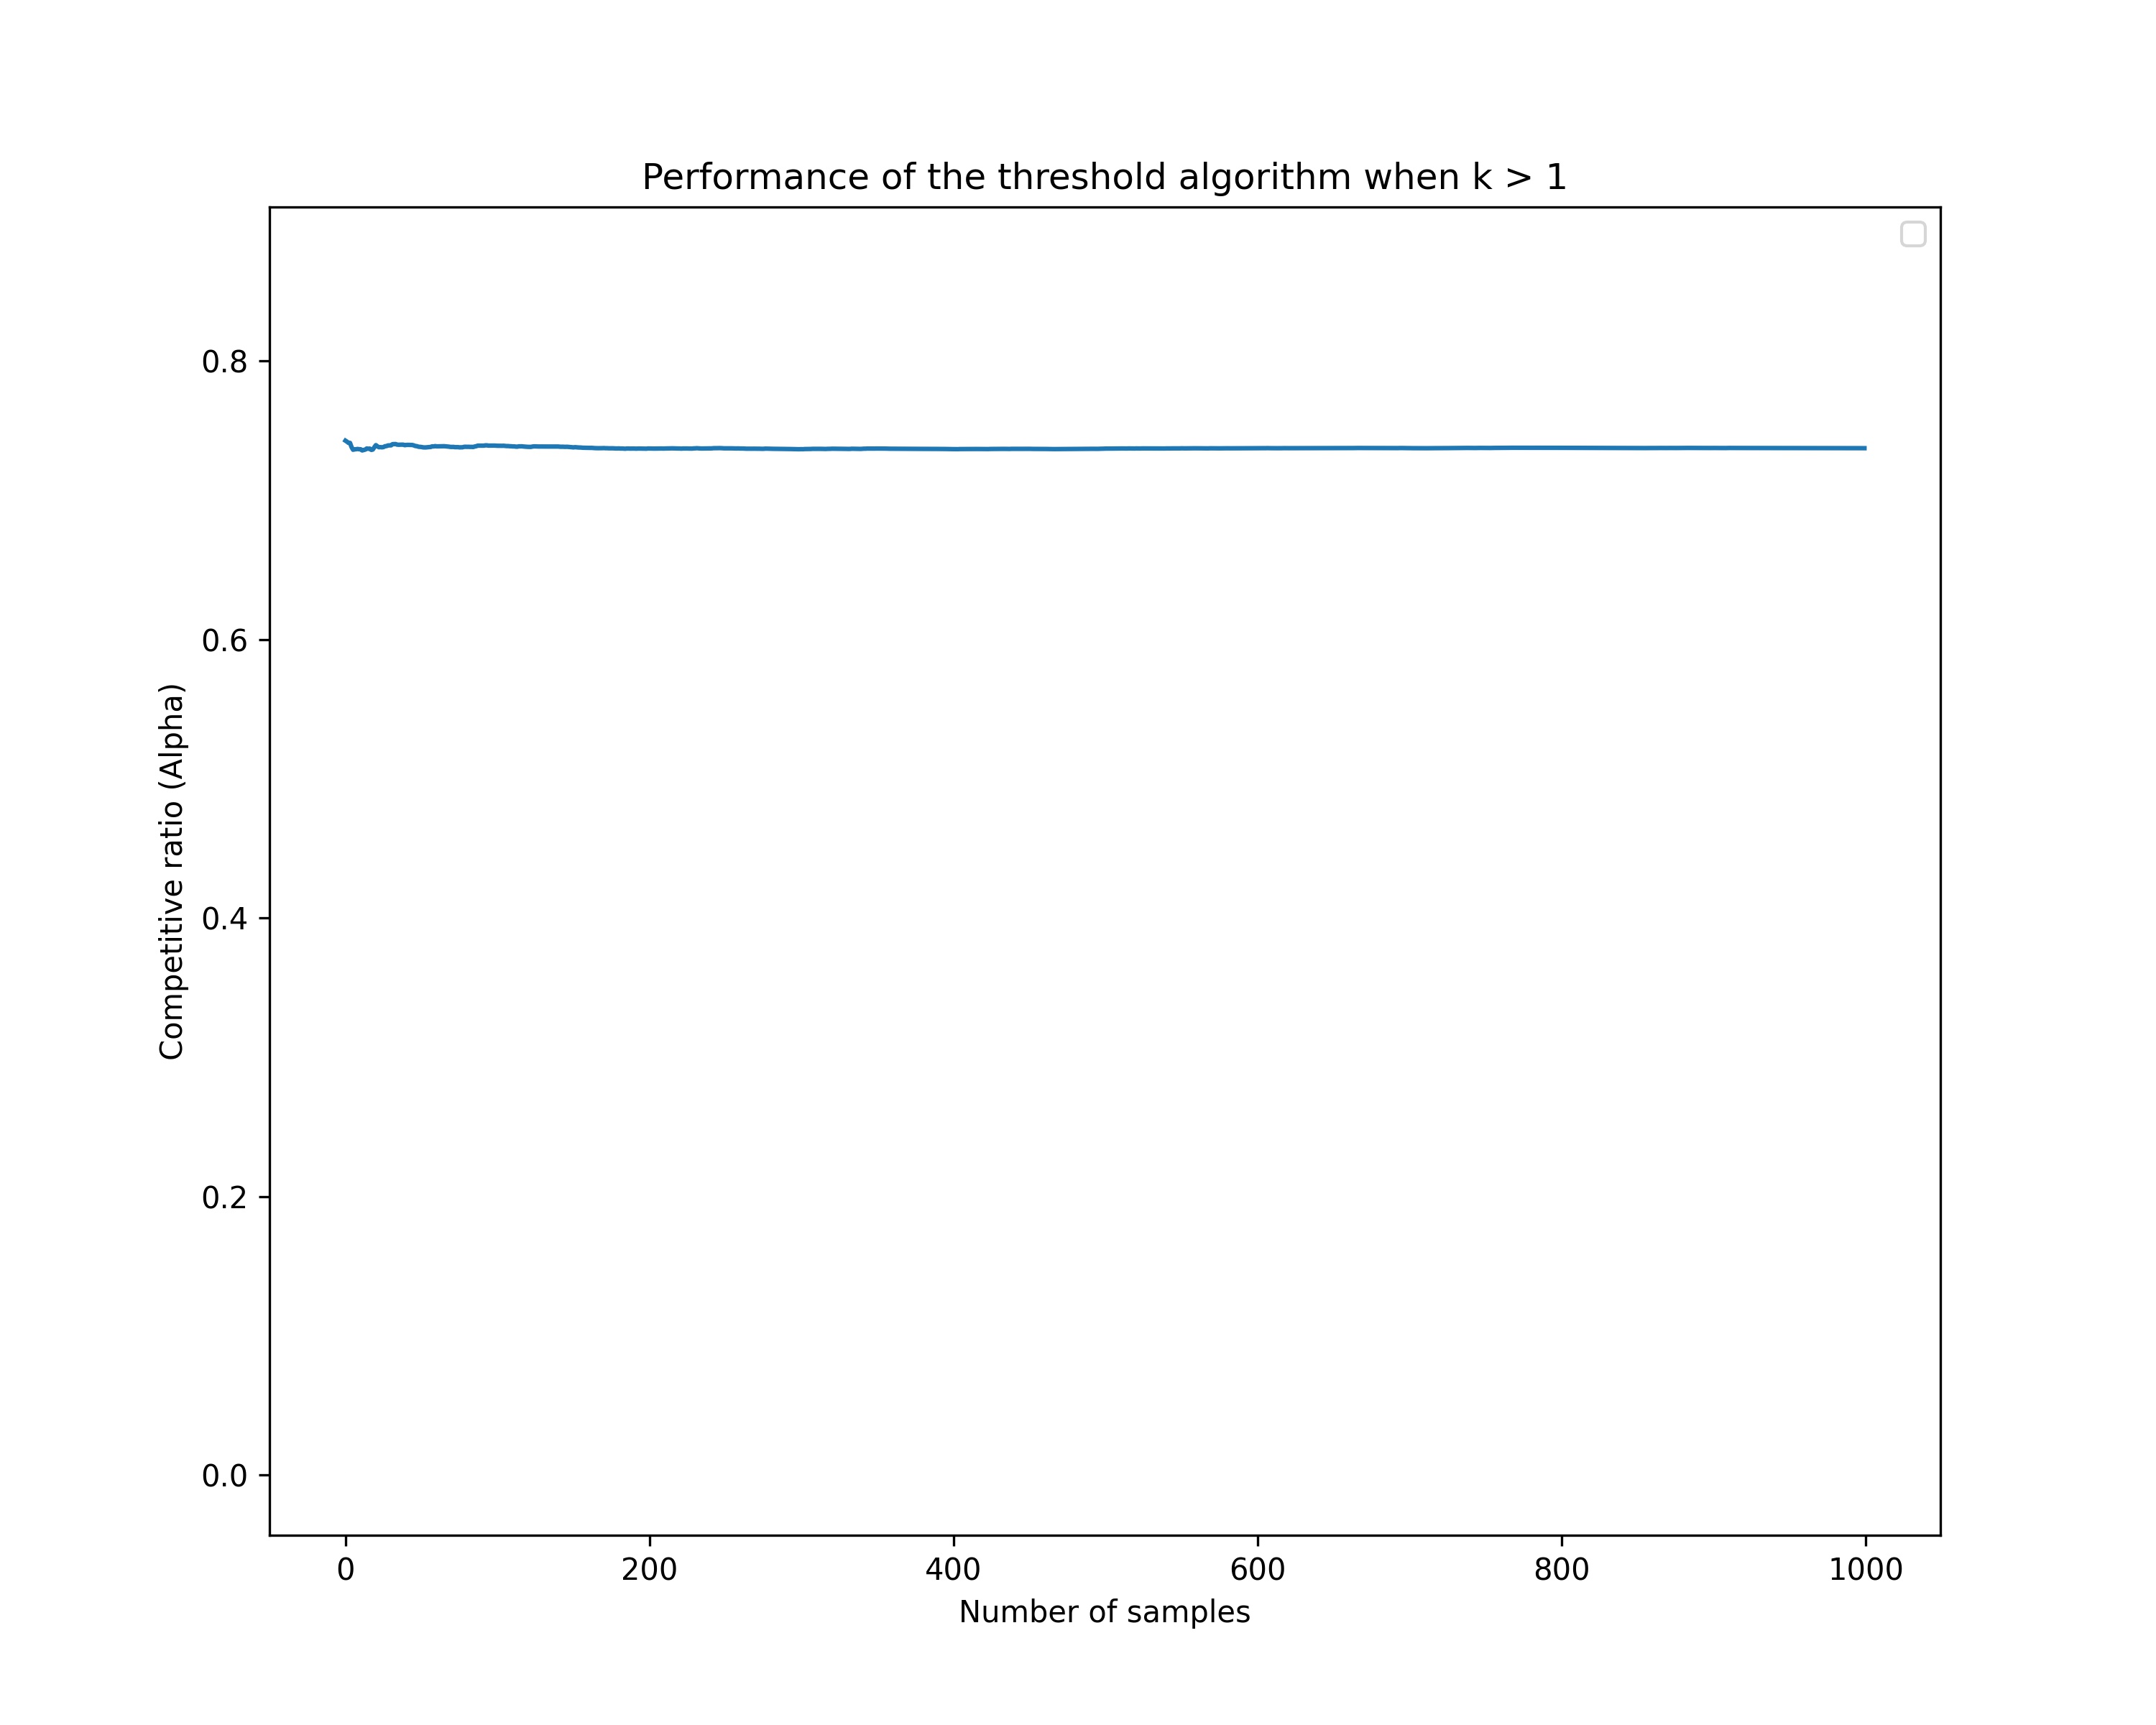 Performance of the threshold algorithm when k > 1
Competitive ratio (Alpha)
0.8
0.6
0.4
0.2
0.0
0 200 400 600 800 1000
Number of samples